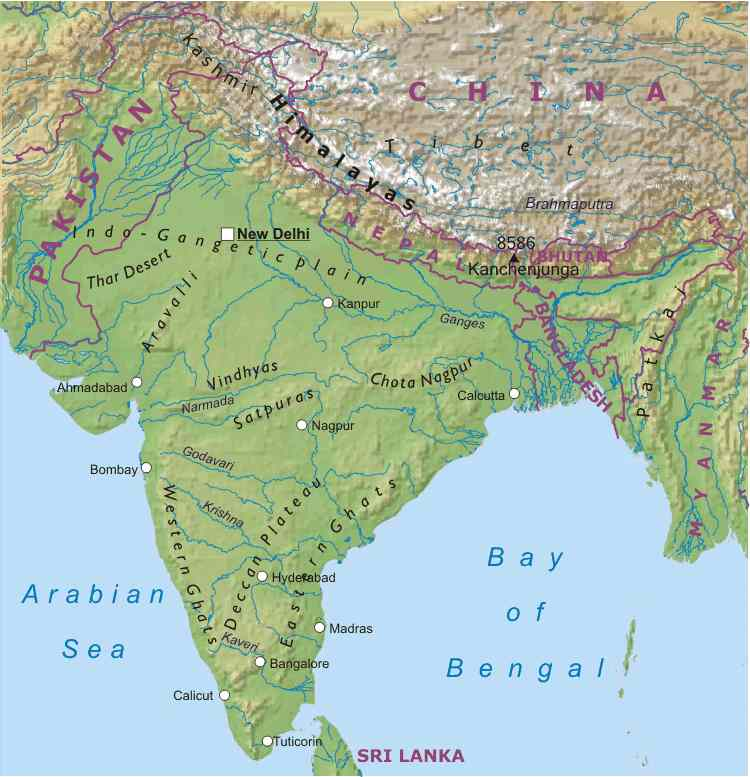 Kashmir
CHINA
PAKISTAN
Himalayas
Tibet
Brahmaputra
NEPAL
8586
Kanchenjunga
BHUTAN
Indo-Gangetic plain
New Delhi
Thar Desert
Aravalli
Kanpur
Ganges
BANGLADESH
Patkai
MYANMAR
Ahmadabad
Vindhyas
Narmada
Satpuras
Chota Nagpur
Calcutta
Nagpur
Bombay
Godavari
Krishna
Western Ghats
Deccan Plateau
Eastern Ghats
Hyderabad
Arabian
Sea
Bay
of
Bengal
Madras
Kaveri
Bangalore
Calicut
Tuticorin
SRI LANKA